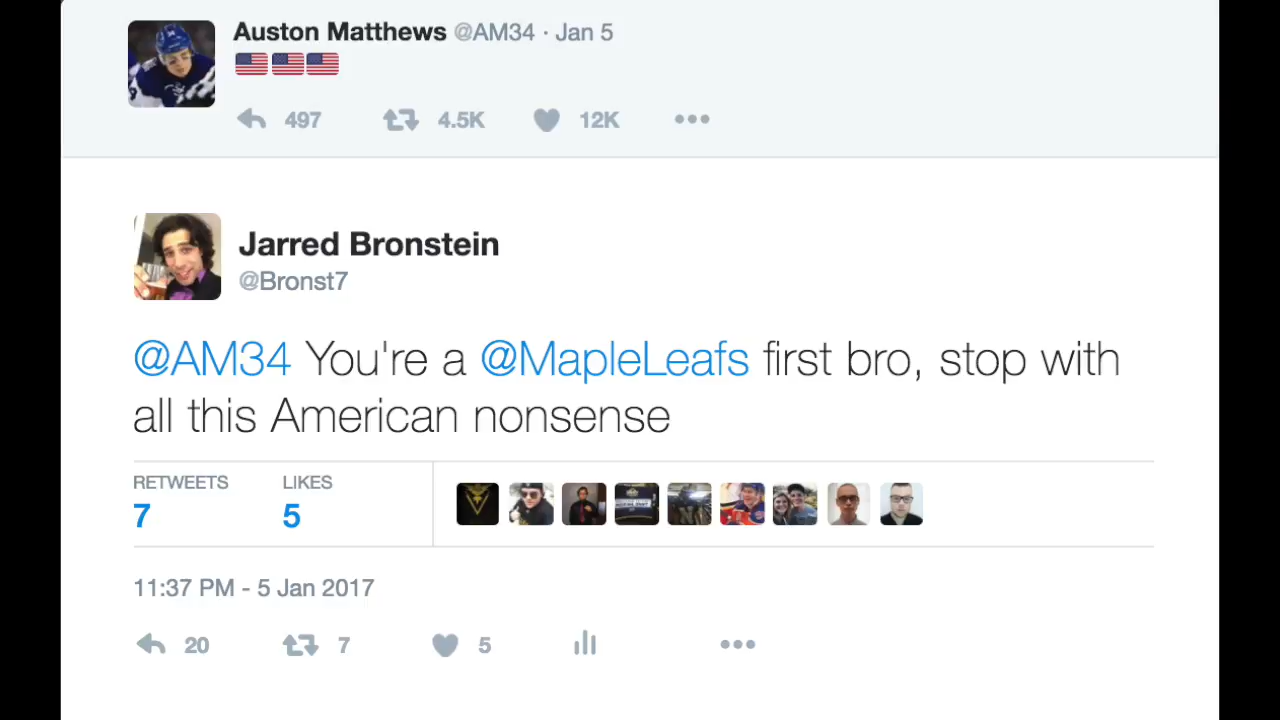 Auston Matthews @AM34 · Jan 5
🇺🇸🇺🇸🇺🇸
497 4.5K 12K
Jarred Bronstein
@Bronst7
@AM34 You're a @MapleLeafs first bro, stop with
all this American nonsense
RETWEETS LIKES
7 5
11:37 PM - 5 Jan 2017
20 7 5